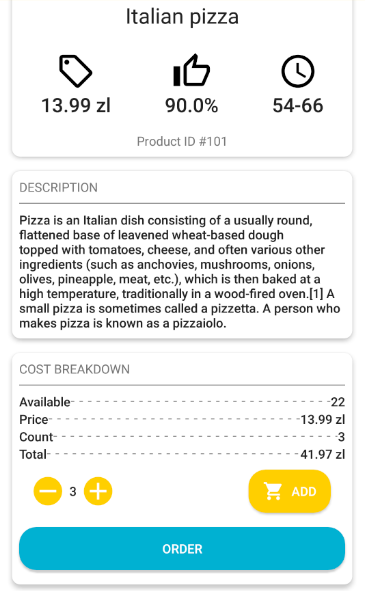 Italian pizza
13.99 zl
90.0%
54-66
Product ID #101
DESCRIPTION
Pizza is an Italian dish consisting of a usually round,
flattened base of leavened wheat-based dough
topped with tomatoes, cheese, and often various other
ingredients (such as anchovies, mushrooms, onions,
olives, pineapple, meat, etc.), which is then baked at a
high temperature, traditionally in a wood-fired oven.[1] A
small pizza is sometimes called a pizzetta. A person who
makes pizza is known as a pizzaiolo.
COST BREAKDOWN
Available 22
Price 13.99 zl
Count 3
Total 41.97 zl
3
ADD
ORDER